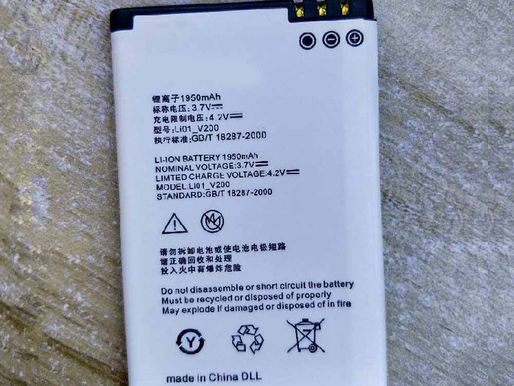 锂离子1950mAh
标称电压:3.7V
充电限制电压:4.2V
型号:Li01_V200
执行标准:GB/T 18287-2000
LI-ION BATTERY 1950mAh
NOMINAL VOLTAGE:3.7V
LIMTED CHARGE VOLTAGE:4.2V
MODEL:LI01_V200
STANDARD:GB/T 18287-2000
请勿拆卸电池或使电池电极短路
请正确回收和处理
投入火中有爆炸危险
Do not disassemble or short circuit the battery
Must be recycled or disposed of properly
May explode if damaged or disposed of in fire
made in China DLL